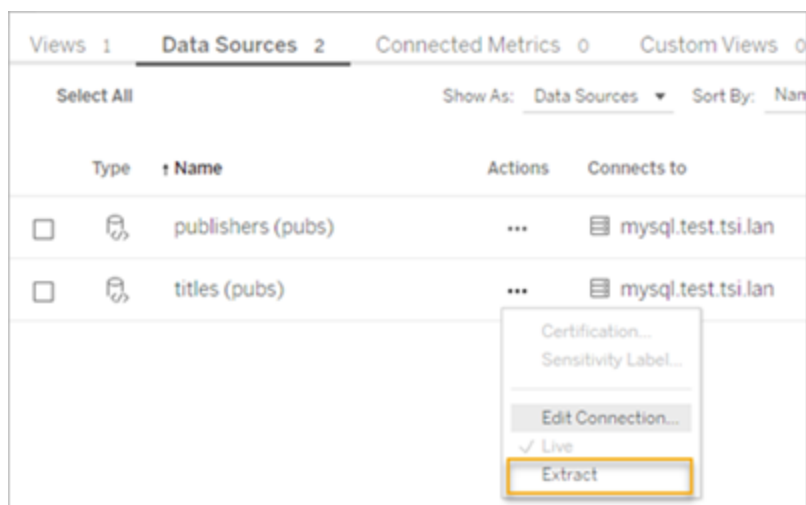 Views 1 Data Sources 2 Connected Metrics 0 Custom Views 0
Select All Show As: Data Sources Sort By: Nam
Type ↑ Name Actions Connects to
publishers (pubs) ... mysql.test.tsi.lan
titles (pubs) ... mysql.test.tsi.lan
Certification...
Sensitivity Label...
Edit Connection...
✓ Live
Extract